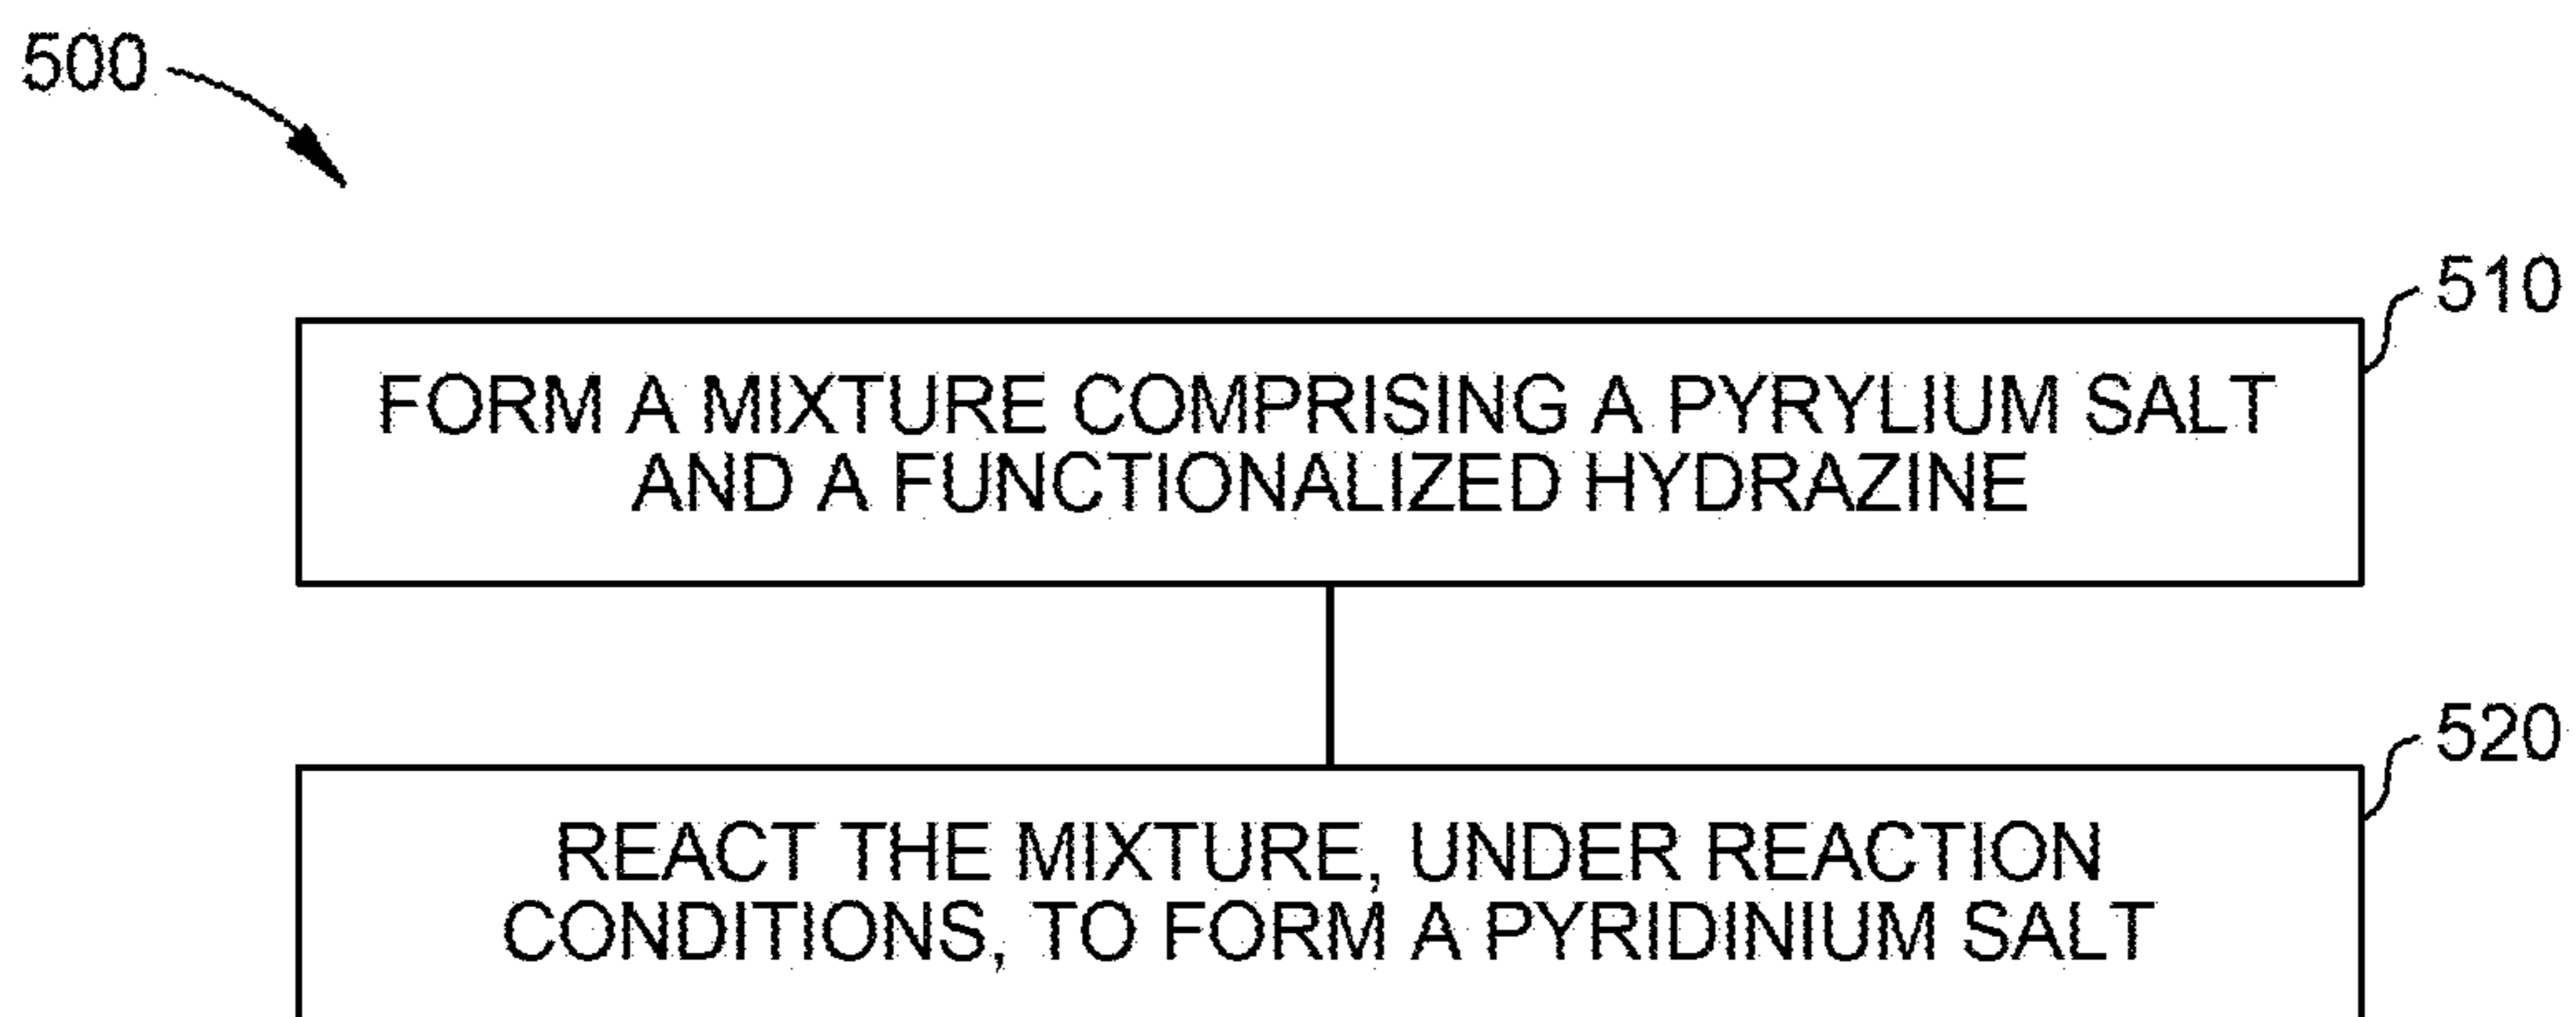 500
510
FORM A MIXTURE COMPRISING A PYRYLIUM SALT
AND A FUNCTIONALIZED HYDRAZINE
520
REACT THE MIXTURE, UNDER REACTION
CONDITIONS, TO FORM A PYRIDINIUM SALT